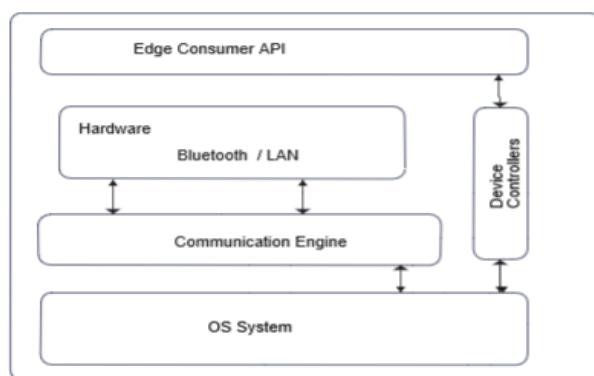 Edge Consumer API
Hardware
Bluetooth / LAN
Device
Controllers
Communication Engine
OS System